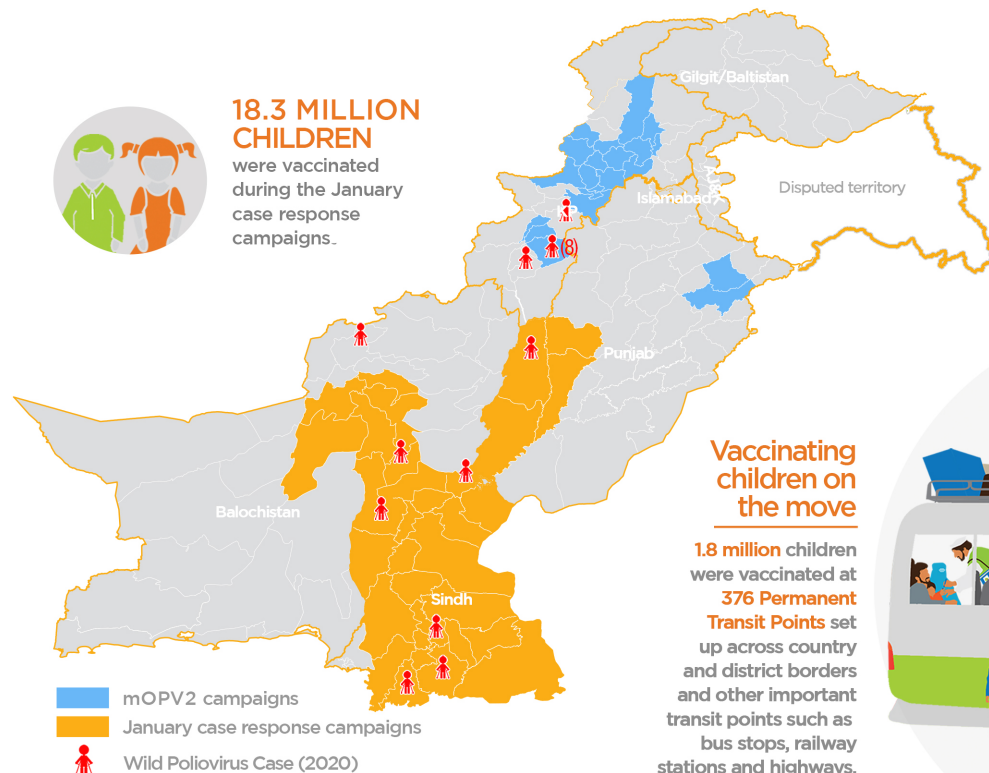 18.3 MILLION
CHILDREN
were vaccinated
during the January
case response
campaigns
Gilgit/Baltistan
Disputed territory
Islamabad
KP
(8)
Punjab
Balochistan
Sindh
Vaccinating
children on
the move
1.8 million children
were vaccinated at
376 Permanent
Transit Points set
up across country
and district borders
and other important
transit points such as
bus stops, railway
stations and highways.
mOPV2 campaigns
January case response campaigns
Wild Poliovirus Case (2020)